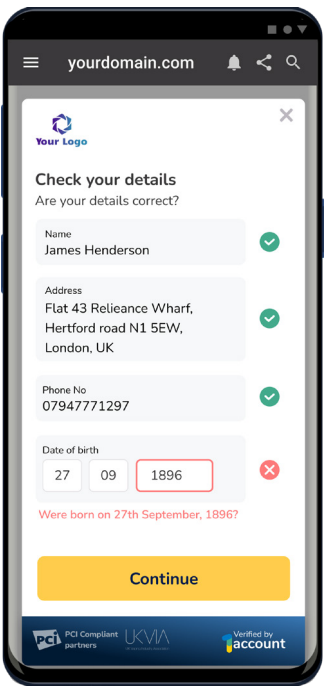 yourdomain.com
Your Logo
Check your details
Are your details correct?
Name
James Henderson
Address
Flat 43 Relieance Wharf,
Hertford road N1 5EW,
London, UK
Phone No
07947771297
Date of birth
27 09 1896
Were born on 27th September, 1896?
Continue
PCI PCI Compliant
partners
UKVIA
Verified by
1account